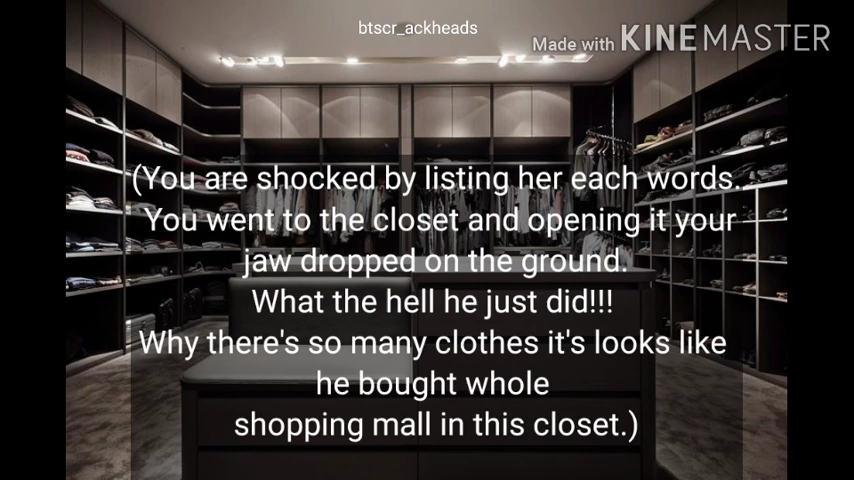 btscr_ackheads
Made with KINEMASTER
(You are shocked by listing her each words.
You went to the closet and opening it your
jaw dropped on the ground.
What the hell he just did!!!
Why there's so many clothes it's looks like
he bought whole
shopping mall in this closet.)